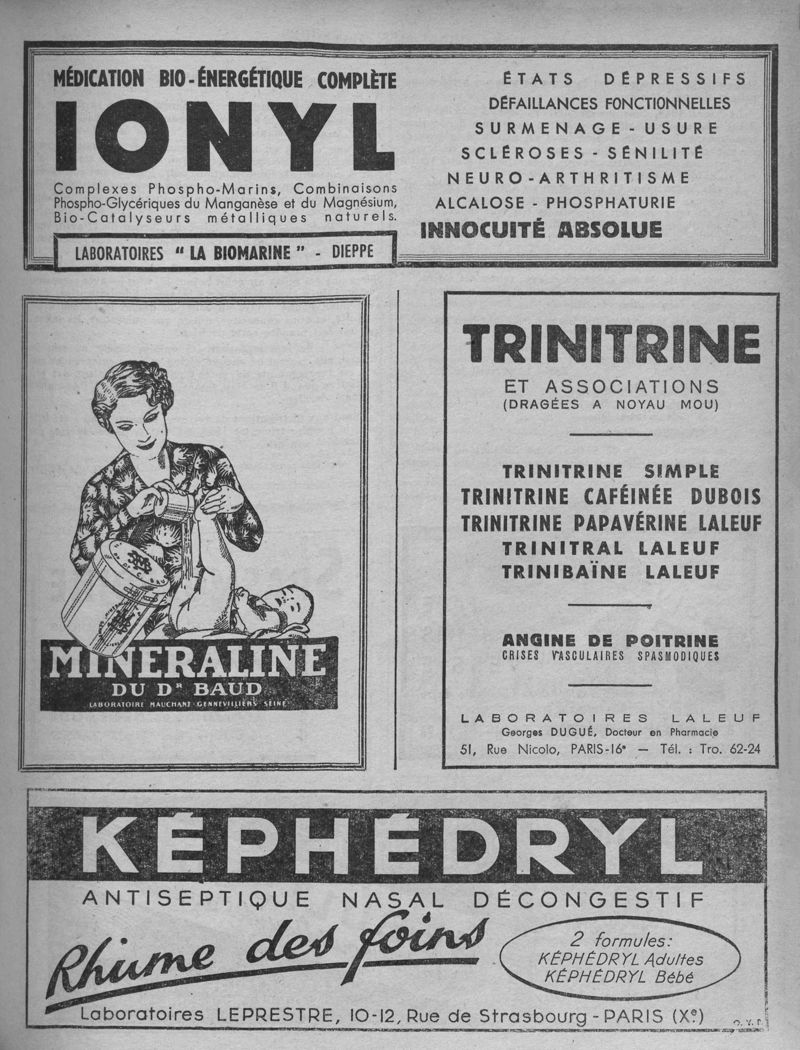 MÉDICATION BIO-ÉNERGÉTIQUE COMPLÈTE
IONYL
Complexes Phospho-Marins, Combinaisons
Phospho-Glycériques du Manganèse et du Magnésium,
Bio-Catalyseurs métalliques naturels.
LABORATOIRES "LA BIOMARINE" - DIEPPE
ÉTATS DÉPRESSIFS
DÉFAILLANCES FONCTIONNELLES
SURMENAGE - USURE
SCLÉROSES - SÉNILITÉ
NEURO-ARTHRITISME
ALCALOSE - PHOSPHATURIE
INNOCUITÉ ABSOLUE
MINERALINE
DU DR BAUD
LABORATOIRE MAUCHANT-GENNEVILLIERS SEINE
TRINITRINE
ET ASSOCIATIONS
(DRAGÉES A NOYAU MOU)
TRINITRINE SIMPLE
TRINITRINE CAFÉINÉE DUBOIS
TRINITRINE PAPAVÉRINE LALEUF
TRINITRAL LALEUF
TRINIBAÏNE LALEUF
ANGINE DE POITRINE
CRISES VASCULAIRES SPASMODIQUES
LABORATOIRES LALEUF
Georges DUGUÉ, Docteur en Pharmacie
51, Rue Nicolo, PARIS-16e — Tél. : Tro. 62-24
KÉPHÉDRYL
ANTISEPTIQUE NASAL DÉCONGESTIF
Rhume des foins
2 formules:
KÉPHÉDRYL Adultes
KÉPHÉDRYL Bébé
Laboratoires LEPRESTRE, 10-12, Rue de Strasbourg - PARIS (Xe)